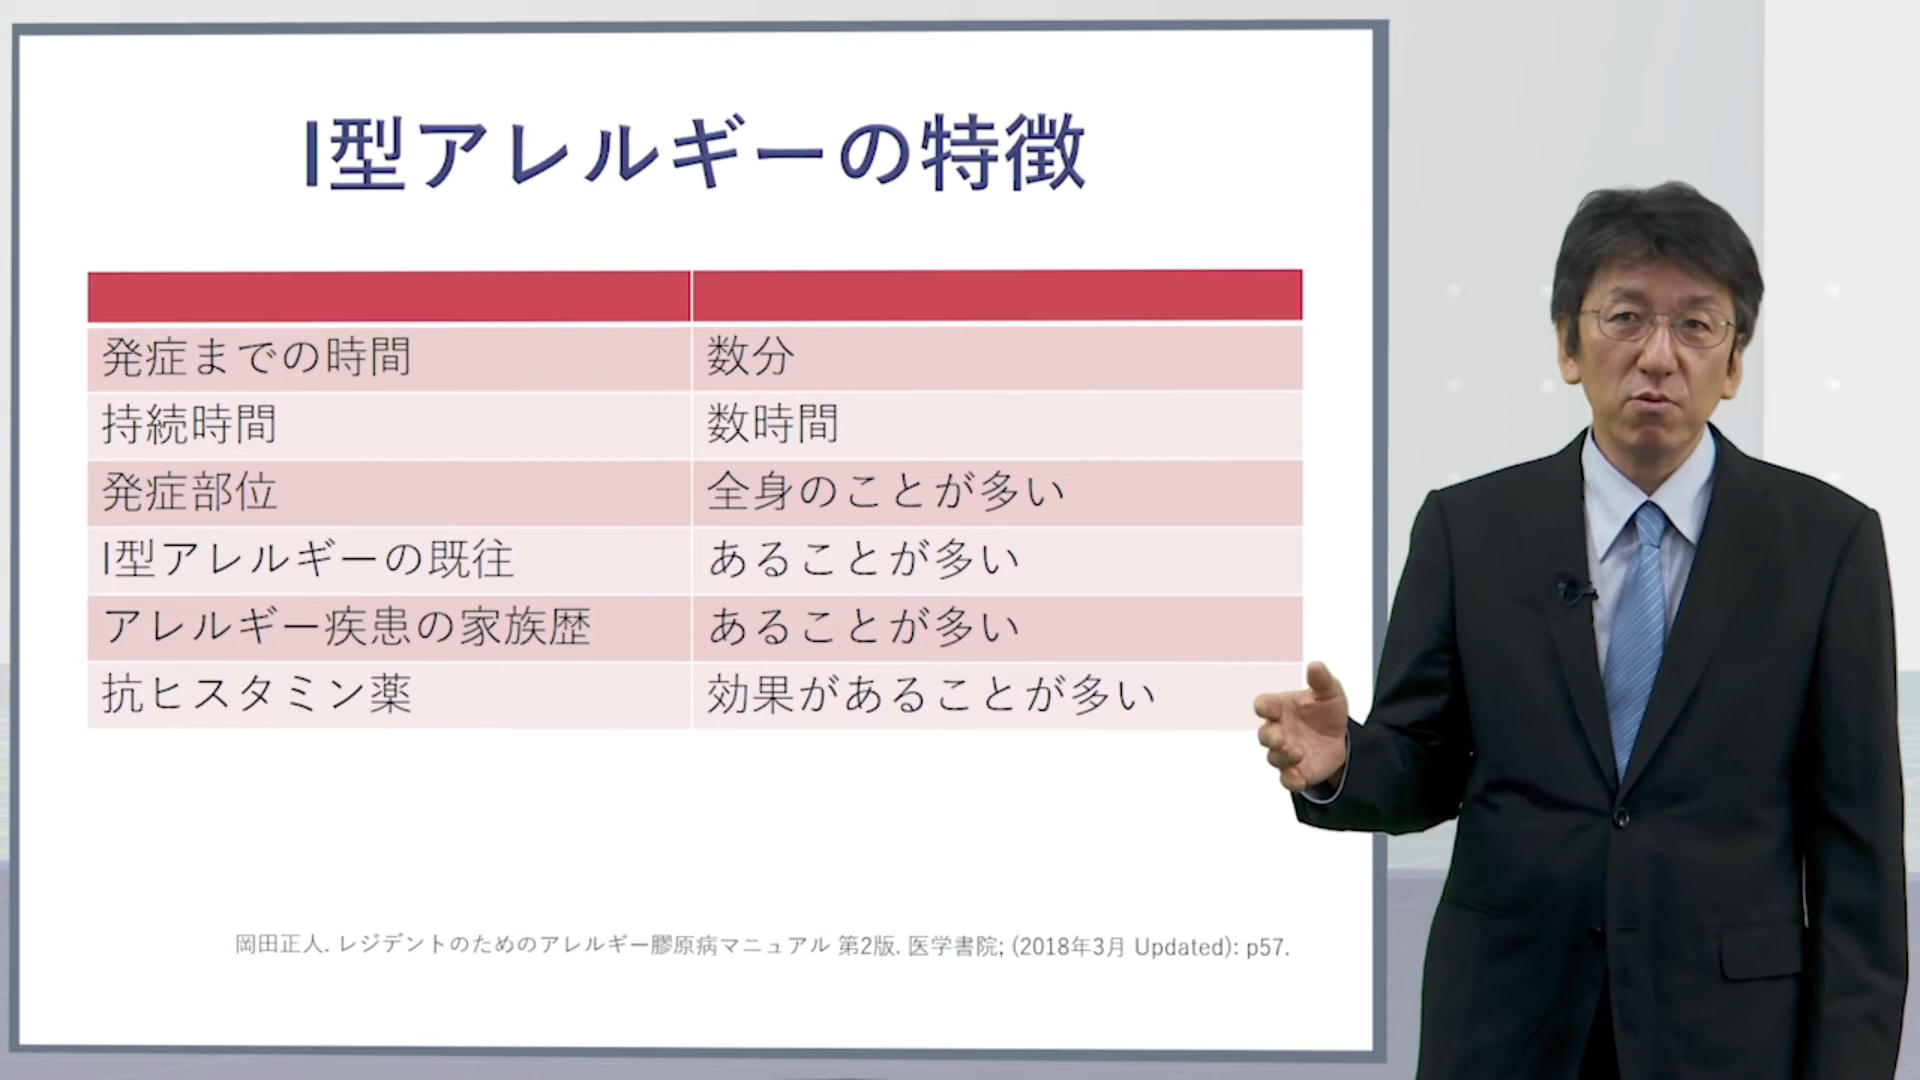 I型アレルギーの特徴
発症までの時間 数分
持続時間 数時間
発症部位 全身のことが多い
I型アレルギーの既往 あることが多い
アレルギー疾患の家族歴 あることが多い
抗ヒスタミン薬 効果があることが多い
岡田正人. レジデントのためのアレルギー膠原病マニュアル 第2版. 医学書院; (2018年3月 Updated): p57.